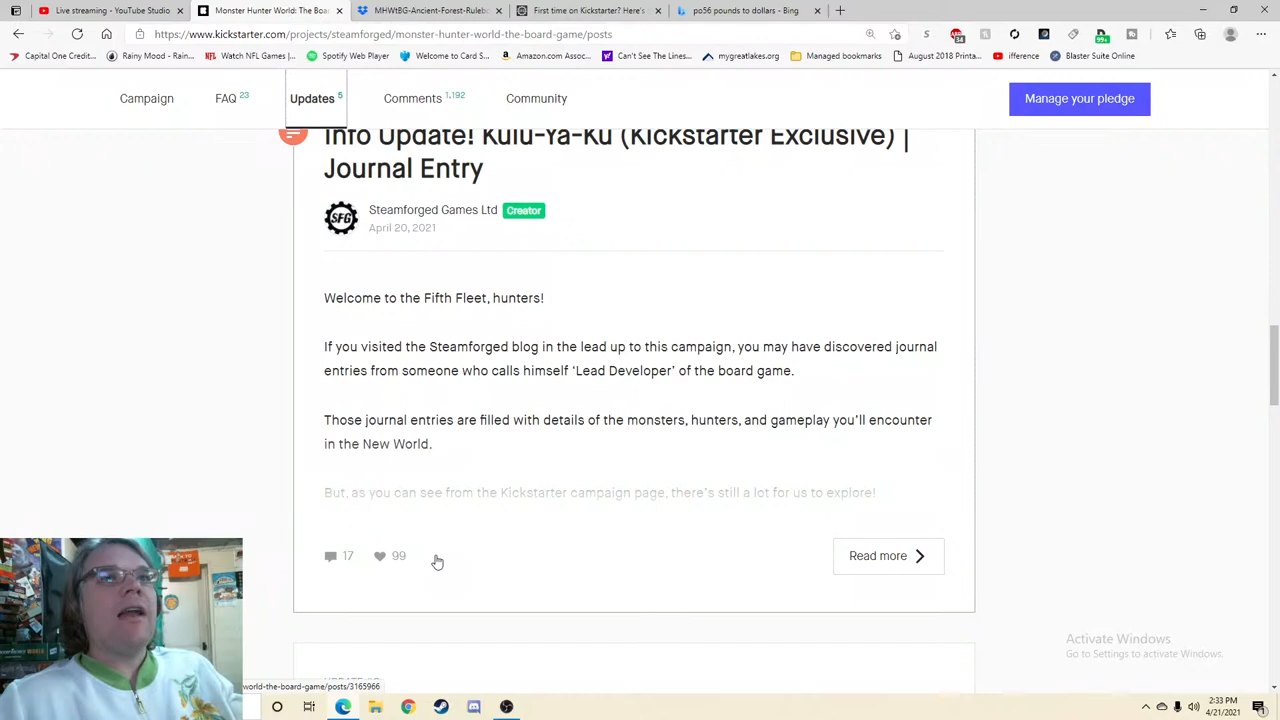 Live streaming - YouTube Studio
Monster Hunter World: The Boa
MHWtBG-Ancient-Forest-Rulebo
First time on Kickstarter? Here's
po56 pounds to dollars - Bing
https://www.kickstarter.com/projects/steamforged/monster-hunter-world-the-board-game/posts
34
99+
Capital One Credit...
Rainy Mood - Rain...
Watch NFL Games |...
Spotify Web Player
Welcome to Card S...
Amazon.com Assoc...
Can't See The Lines...
mygreatlakes.org
Managed bookmarks
August 2018 Printa...
ifference
Blaster Suite Online
Campaign
FAQ 23
Updates 5
Comments 1,192
Community
Manage your pledge
Info Update! Kulu-Ya-Ku (Kickstarter Exclusive) |
Journal Entry
SFG
Steamforged Games Ltd Creator
April 20, 2021
Welcome to the Fifth Fleet, hunters!
If you visited the Steamforged blog in the lead up to this campaign, you may have discovered journal
entries from someone who calls himself ‘Lead Developer’ of the board game.
Those journal entries are filled with details of the monsters, hunters, and gameplay you’ll encounter
in the New World.
But, as you can see from the Kickstarter campaign page, there’s still a lot for us to explore!
17
99
Read more
Activate Windows
Go to Settings to activate Windows.
world-the-board-game/posts/3165966
2:33 PM
4/21/2021